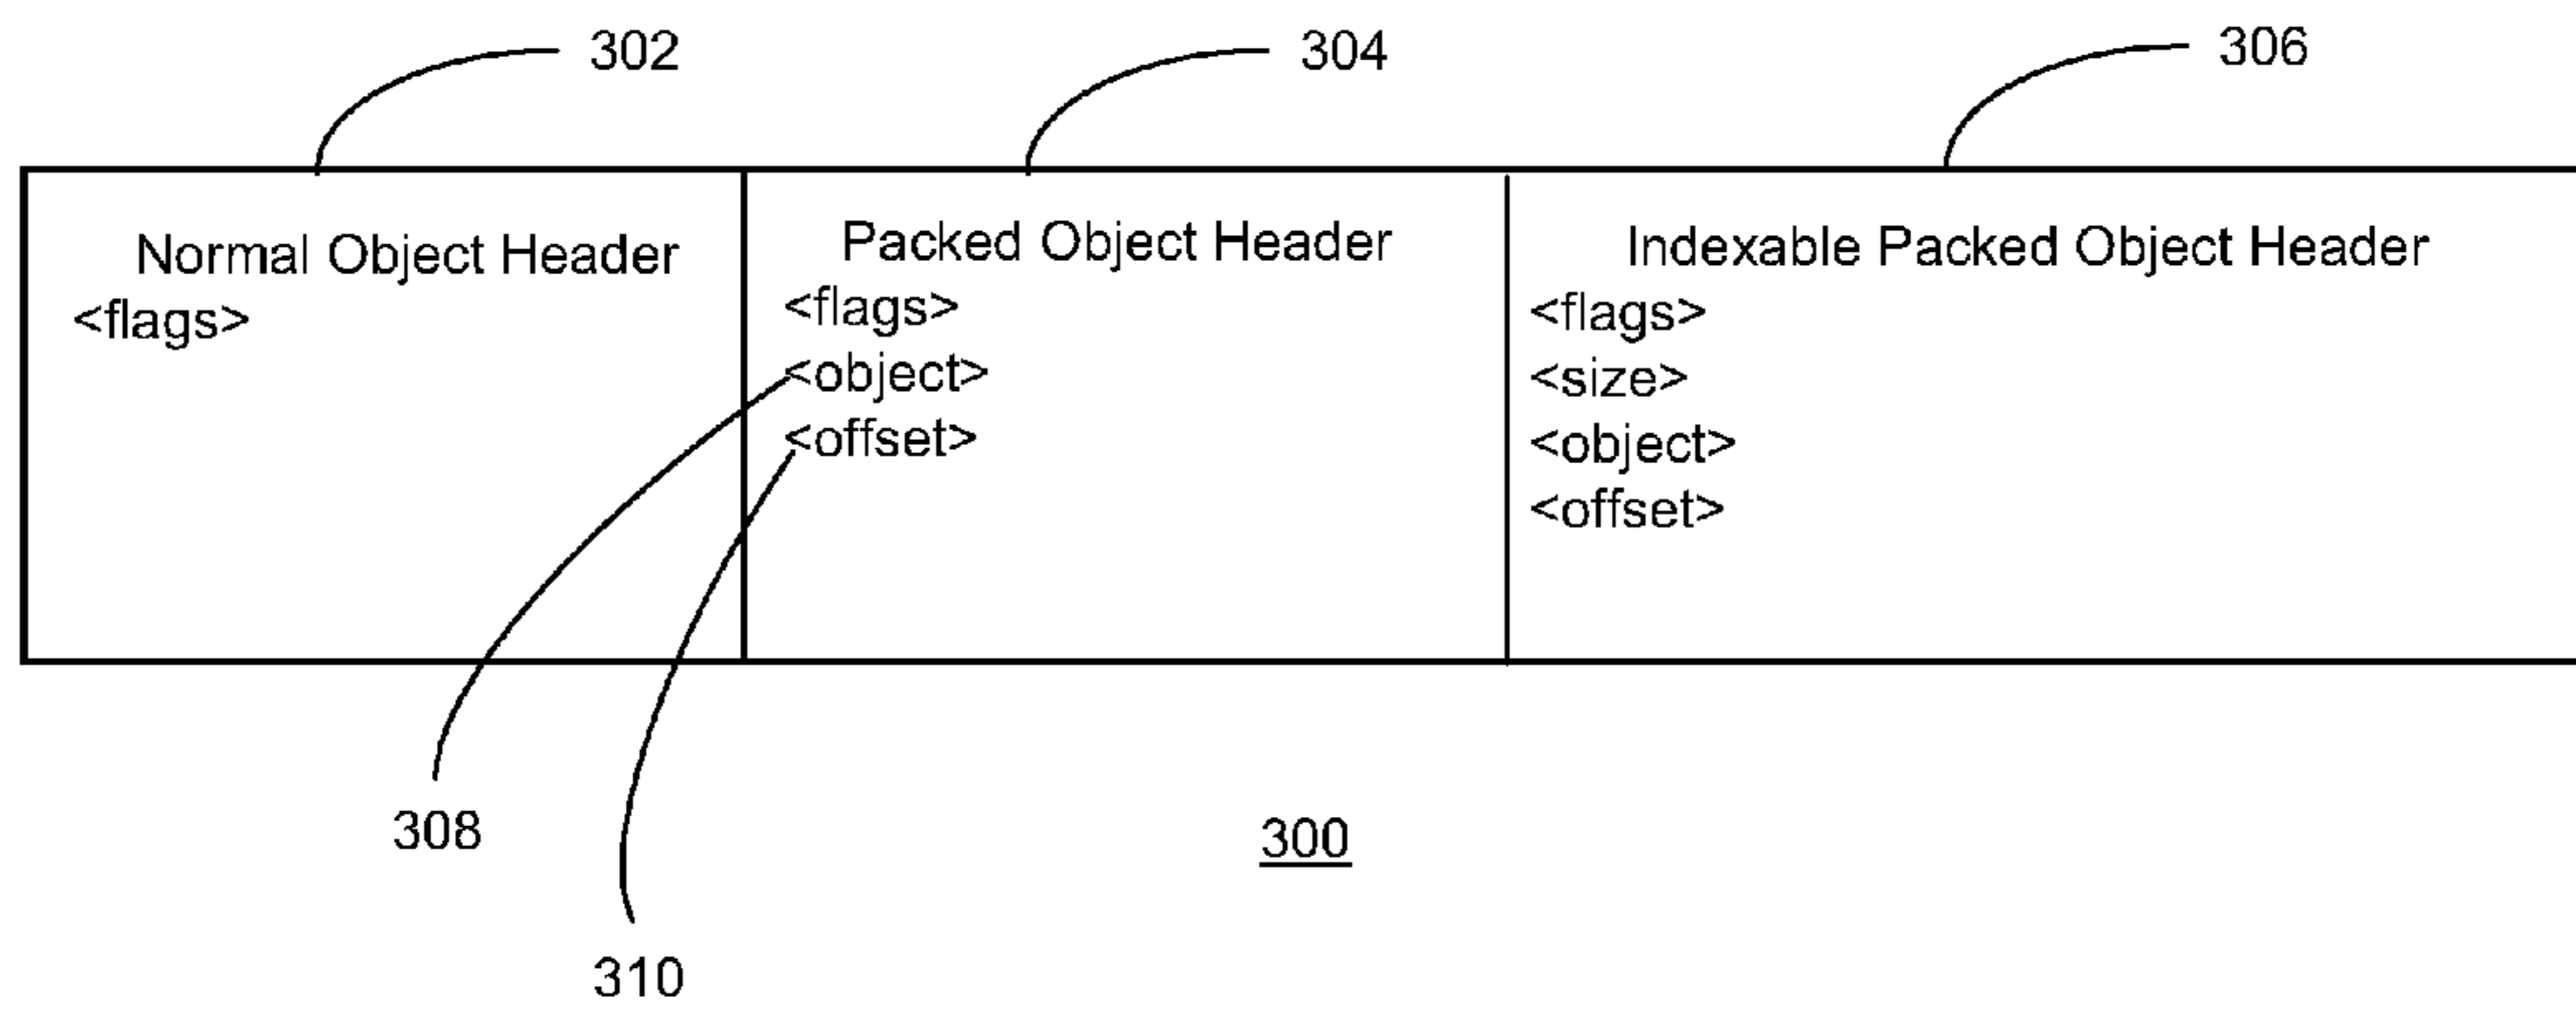 302
304
306
Normal Object Header
<flags>
Packed Object Header
<flags>
<object>
<offset>
Indexable Packed Object Header
<flags>
<size>
<object>
<offset>
308
300
310